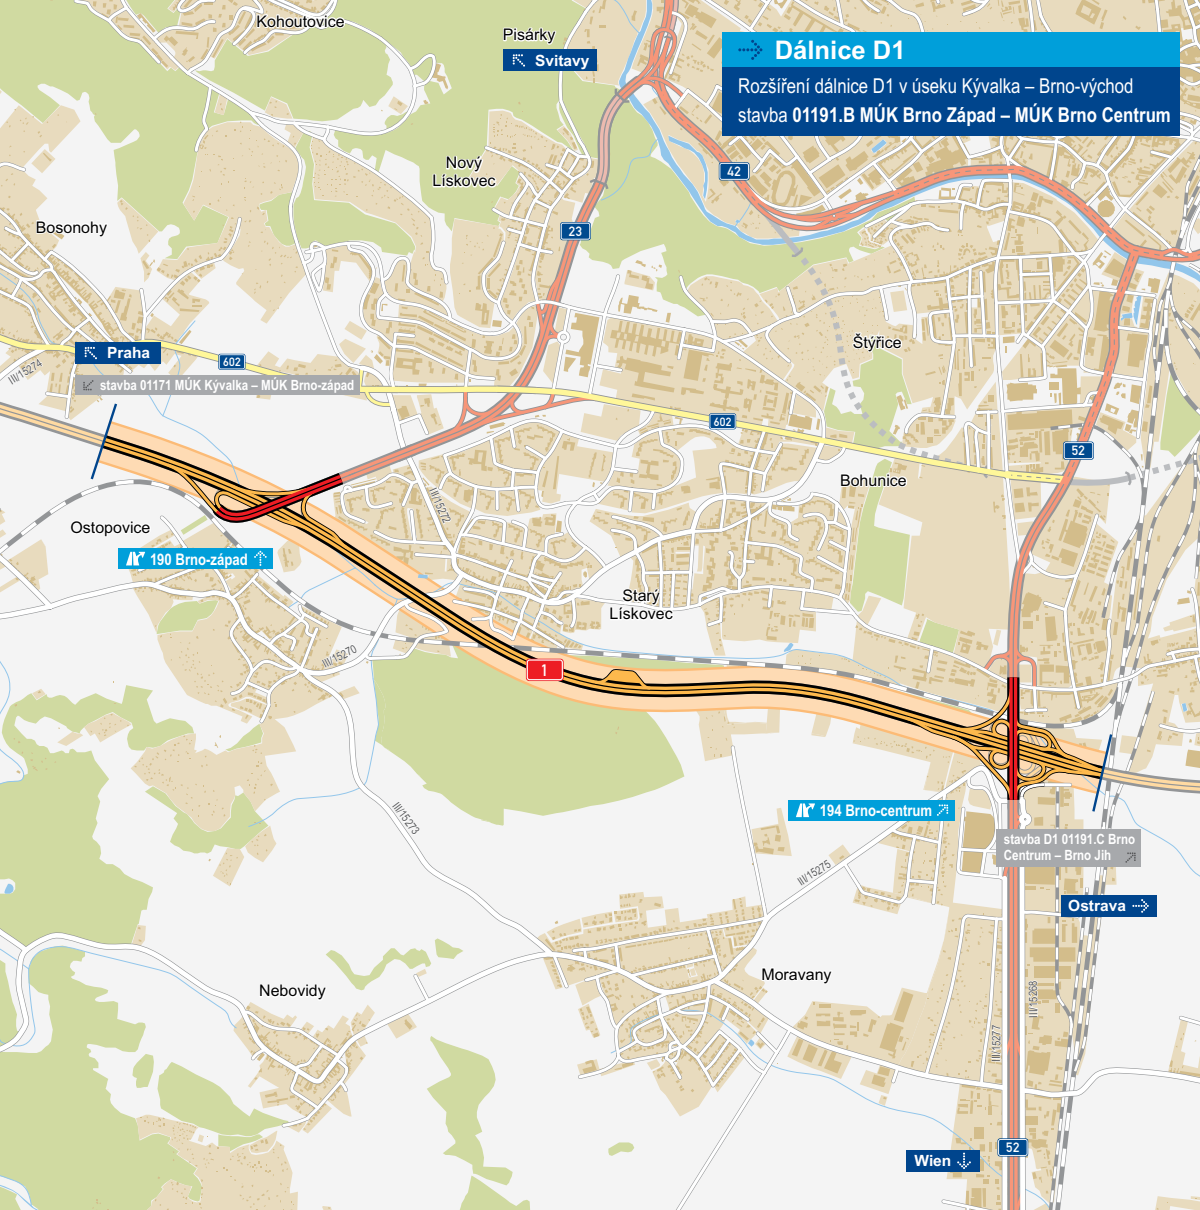 Kohoutovice
Pisárky
Svitavy
Dálnice D1
Rozšíření dálnice D1 v úseku Kývalka – Brno-východ
stavba 01191.B MÚK Brno Západ – MÚK Brno Centrum
Nový
Lískovec
42
Bosonohy
23
Štýřice
Praha
602
III/15274
stavba 01171 MÚK Kývalka – MÚK Brno-západ
602
52
Bohunice
III/15272
Ostopovice
190 Brno-západ
Starý
Lískovec
III/15270
1
III/15273
194 Brno-centrum
stavba D1 01191.C Brno
Centrum – Brno Jih
III/15275
Ostrava
Moravany
Nebovidy
III/15268
III/15277
52
Wien